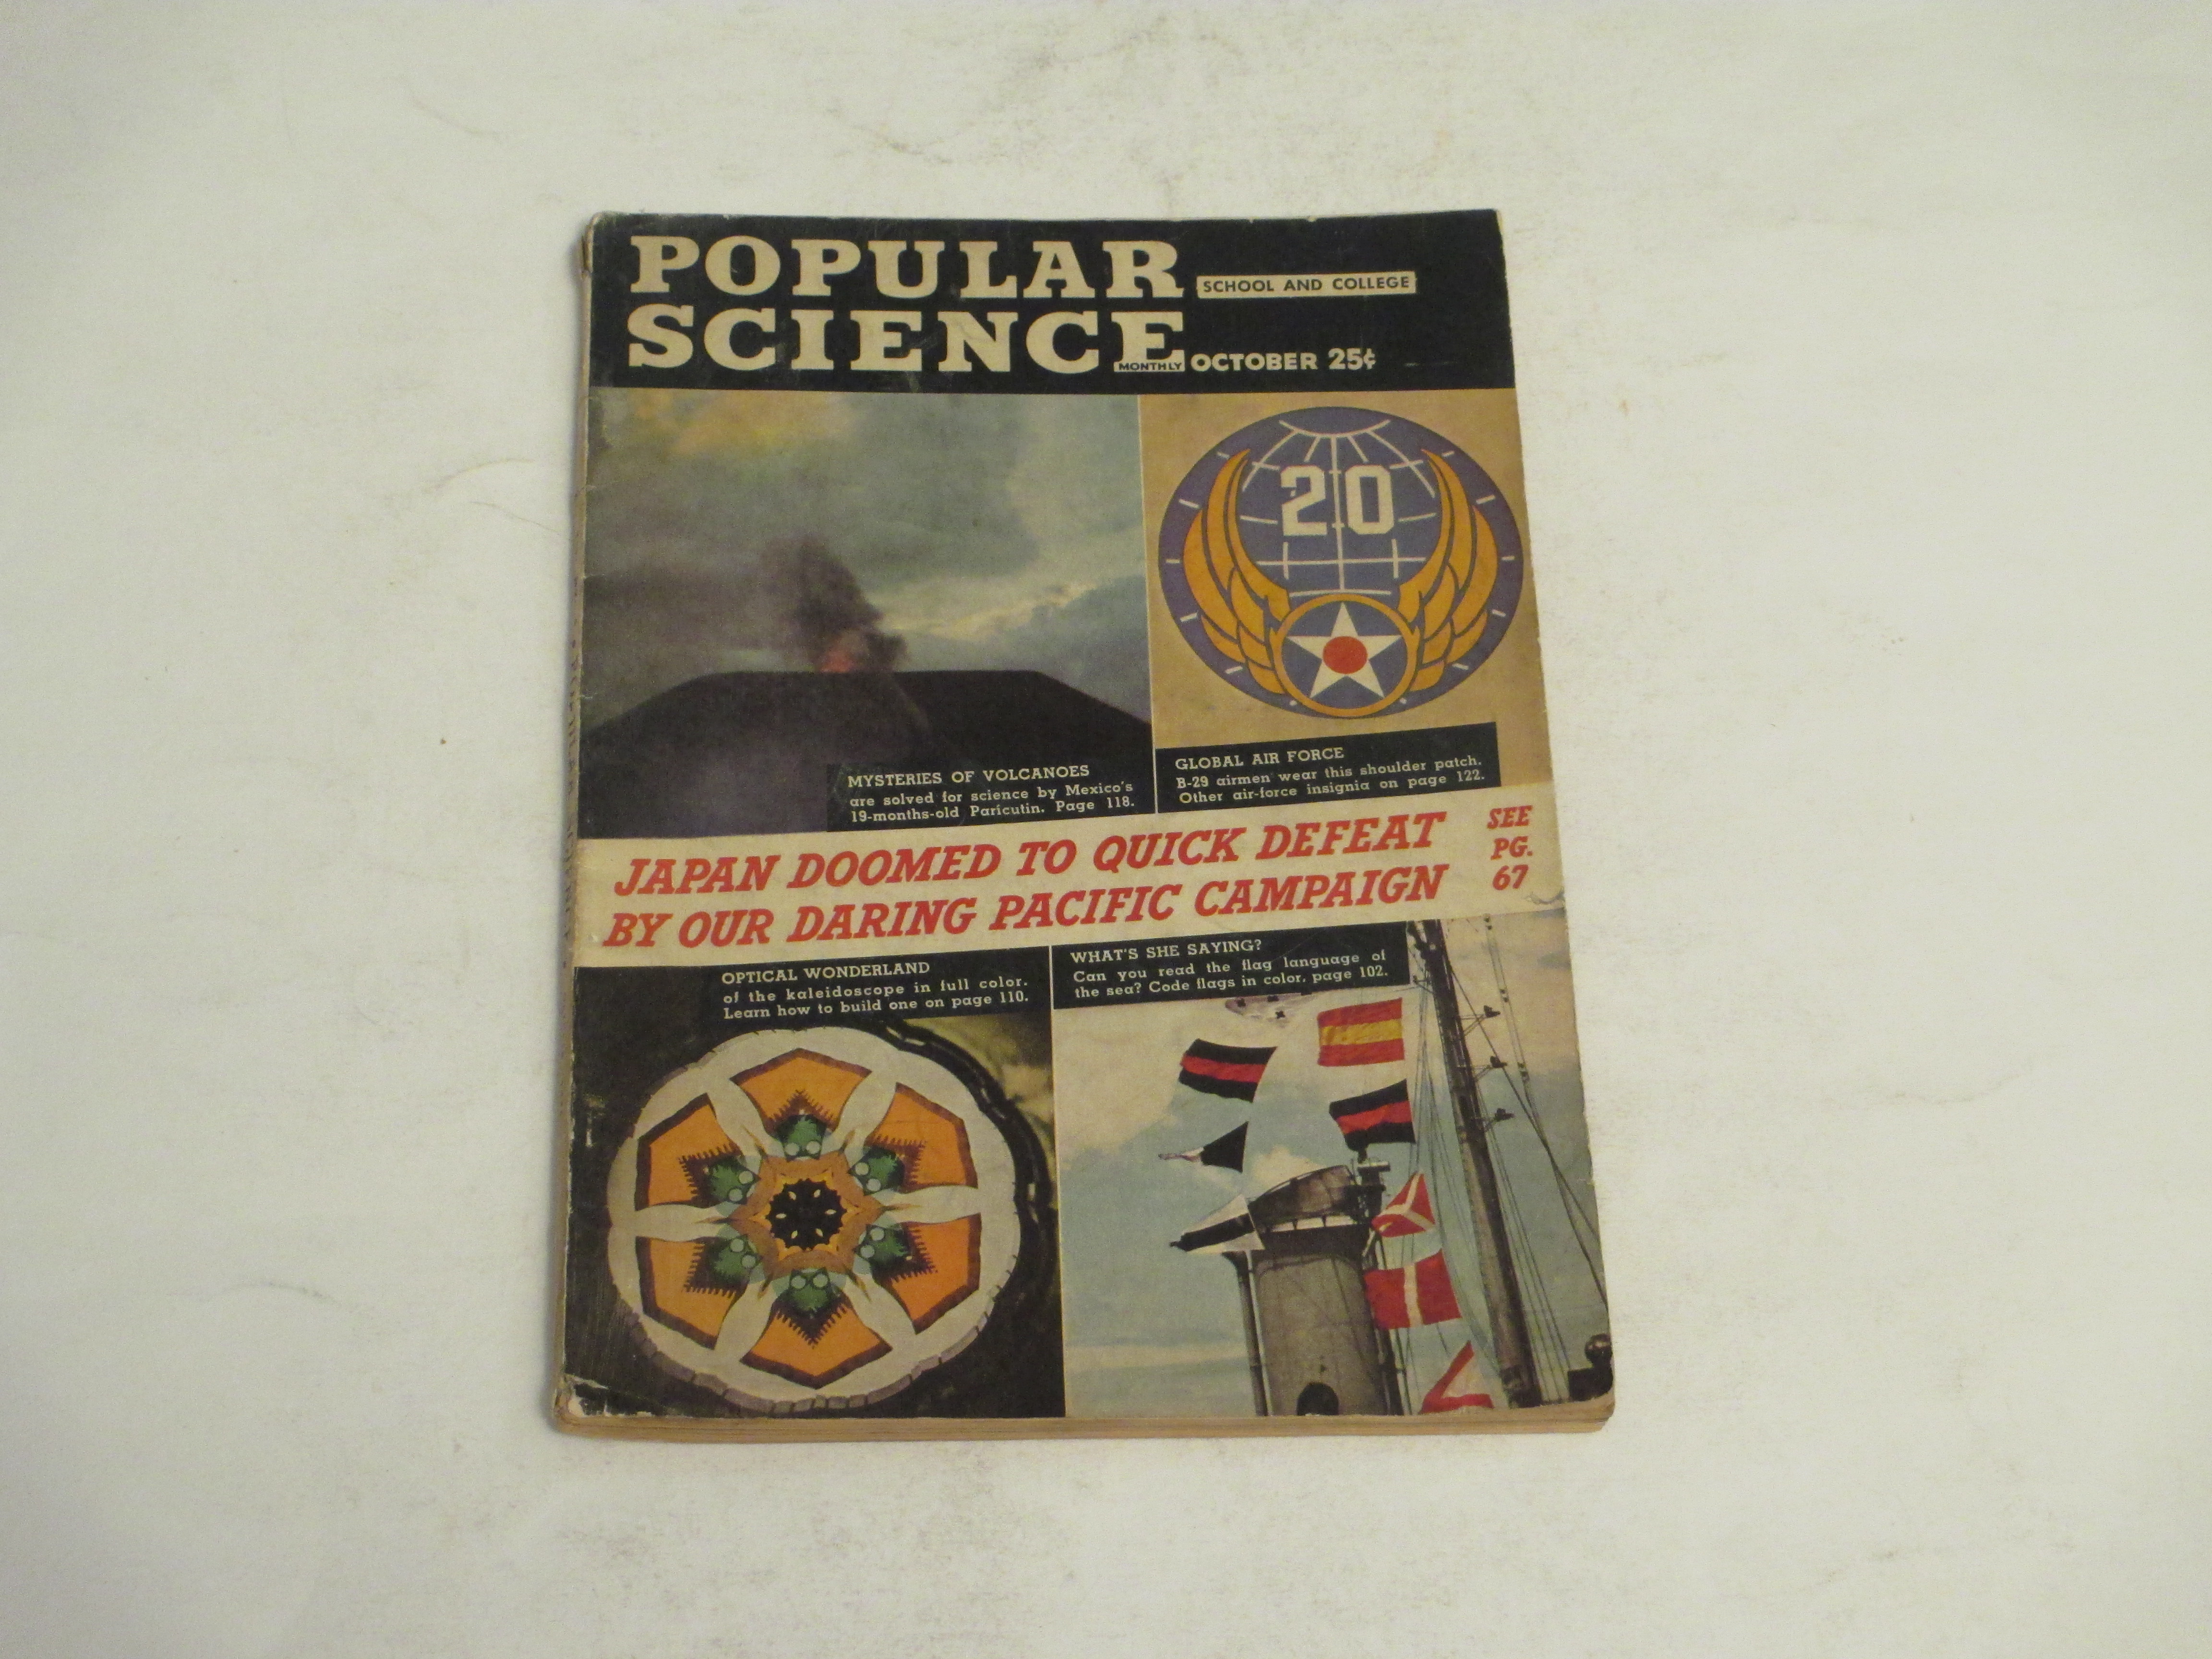 POPULAR
SCHOOL AND COLLEGE
SCIENCE
MONTHLY OCTOBER 25¢
20
MYSTERIES OF VOLCANOES
are solved for science by Mexico's
19-months-old Paricutin. Page 118.
GLOBAL AIR FORCE
B-29 airmen wear this shoulder patch.
Other air-force insignia on page 122.
JAPAN DOOMED TO QUICK DEFEAT
BY OUR DARING PACIFIC CAMPAIGN
SEE
PG.
67
OPTICAL WONDERLAND
of the kaleidoscope in full color.
Learn how to build one on page 110.
WHAT'S SHE SAYING?
Can you read the flag language of
the sea? Code flags in color, page 102.